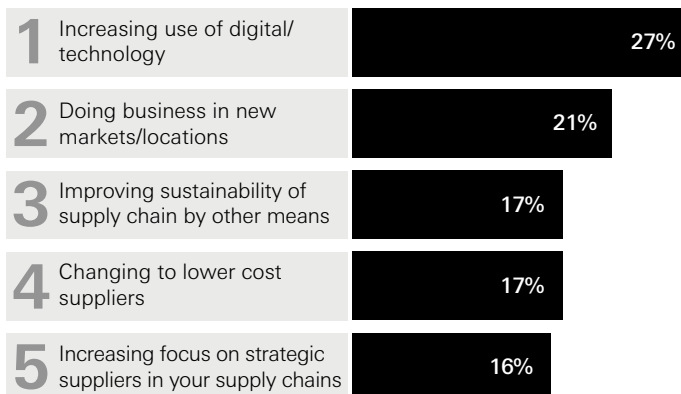 1 Increasing use of digital/
technology
27%
2 Doing business in new
markets/locations
21%
3 Improving sustainability of
supply chain by other means
17%
4 Changing to lower cost
suppliers
17%
5 Increasing focus on strategic
suppliers in your supply chains
16%